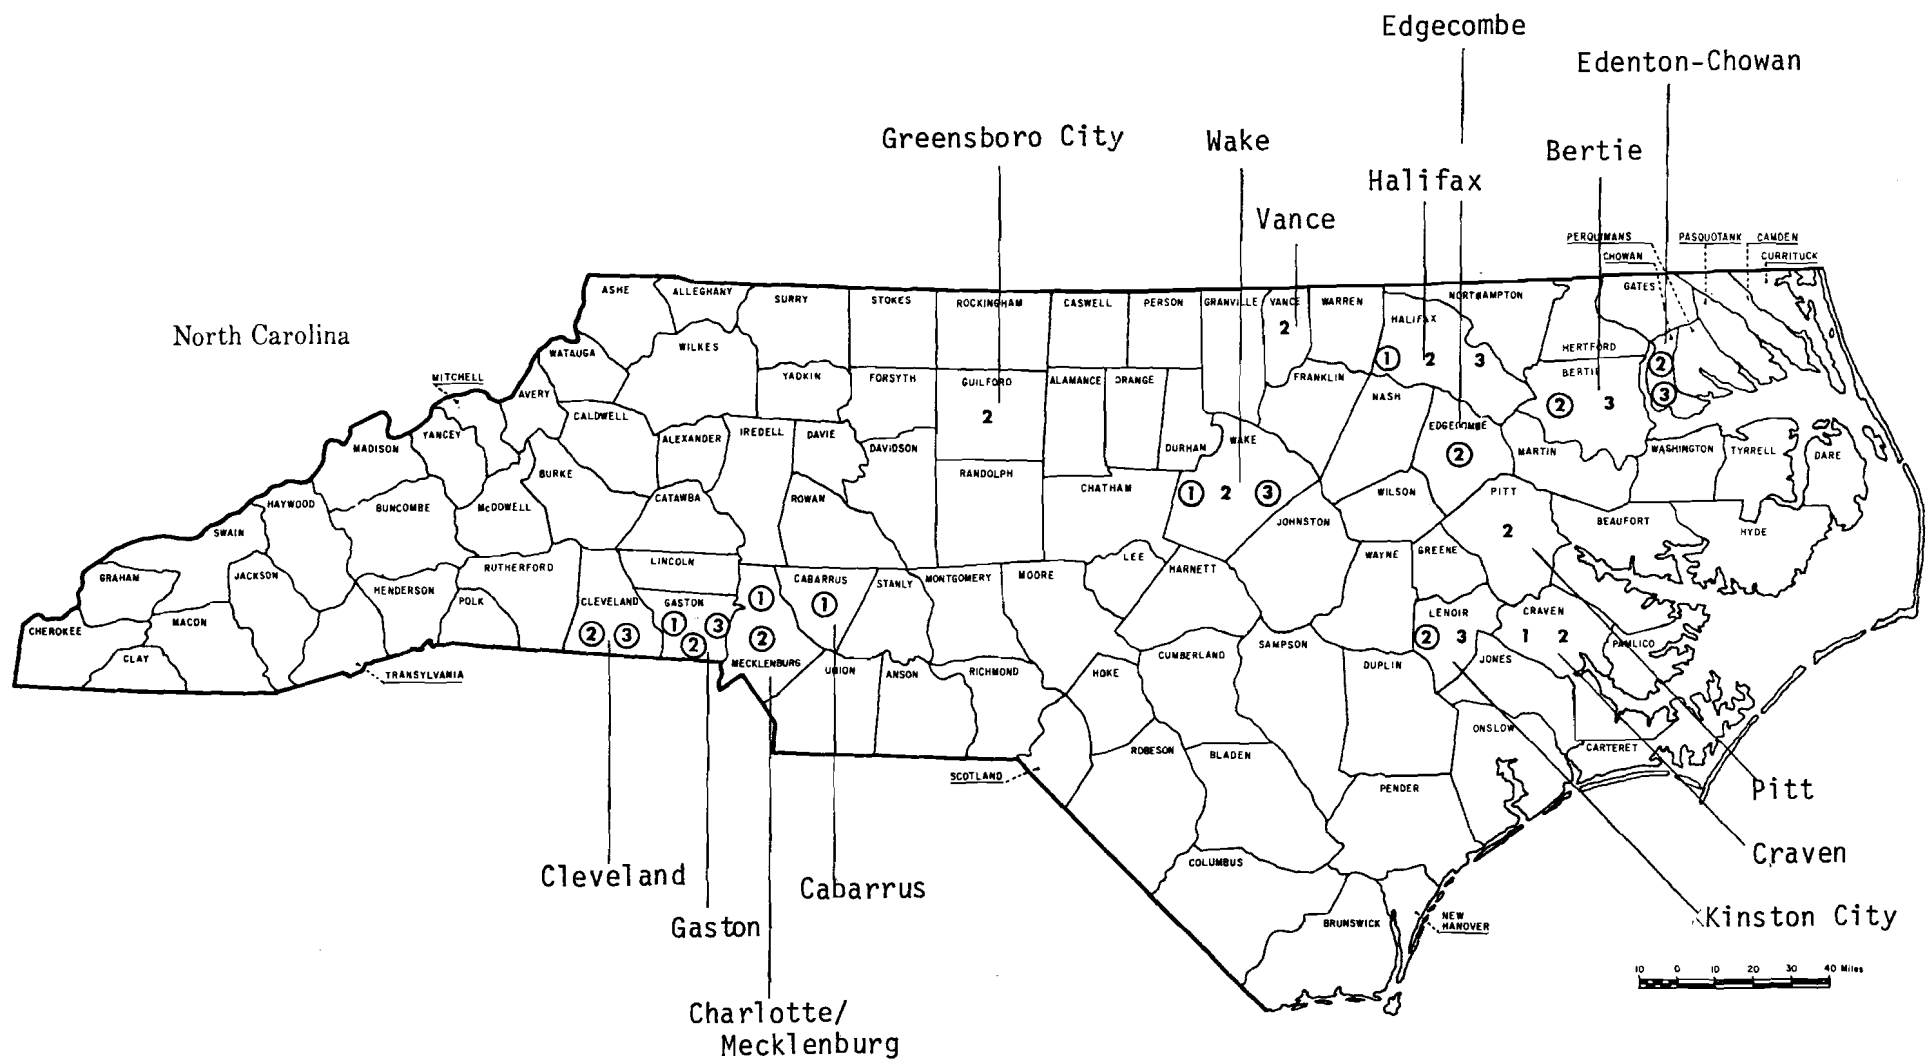 Edgecombe
Edenton-Chowan
Greensboro City
Wake
Bertie
Halifax
Vance
PERQUIMANS
PASQUOTANK
CAMDEN
CHOWAN
CURRITUCK
North Carolina
ASHE
ALLEGHANY
SURRY
STOKES
ROCKINGHAM
CASWELL
PERSON
GRANVILLE
VANCE
2
WARREN
HALIFAX
1 2 3
NORTHAMPTON
GATES
HERTFORD
BERTIE
2 3
2
3
WATAUGA
WILKES
MITCHELL
AVERY
YADKIN
FORSYTH
GUILFORD
2
ALAMANCE
ORANGE
FRANKLIN
NASH
EDGECOMBE
2
MARTIN
WASHINGTON
TYRRELL
DARE
CALDWELL
ALEXANDER
IREDELL
DAVIE
DAVIDSON
DURHAM
WAKE
1 2 3
MADISON
YANCEY
BURKE
RANDOLPH
CHATHAM
WILSON
PITT
2
BEAUFORT
HYDE
HAYWOOD
BUNCOMBE
McDOWELL
CATAWBA
ROWAN
JOHNSTON
SWAIN
GRAHAM
JACKSON
HENDERSON
POLK
RUTHERFORD
LINCOLN
CLEVELAND
2 3
GASTON
1 2 3
1
2
MECKLENBURG
CABARRUS
1
STANLY
MONTGOMERY
MOORE
LEE
HARNETT
WAYNE
GREENE
LENOIR
2 3
CRAVEN
1 2
PAMLICO
CHEROKEE
MACON
CLAY
TRANSYLVANIA
UNION
ANSON
RICHMOND
HOKE
CUMBERLAND
SAMPSON
DUPLIN
JONES
ONSLOW
CARTERET
SCOTLAND
ROBESON
BLADEN
PENDER
COLUMBUS
BRUNSWICK
NEW
HANOVER
Pitt
Craven
Kinston City
Cleveland
Cabarrus
Gaston
Charlotte/
Mecklenburg
10 0 10 20 30 40 Miles